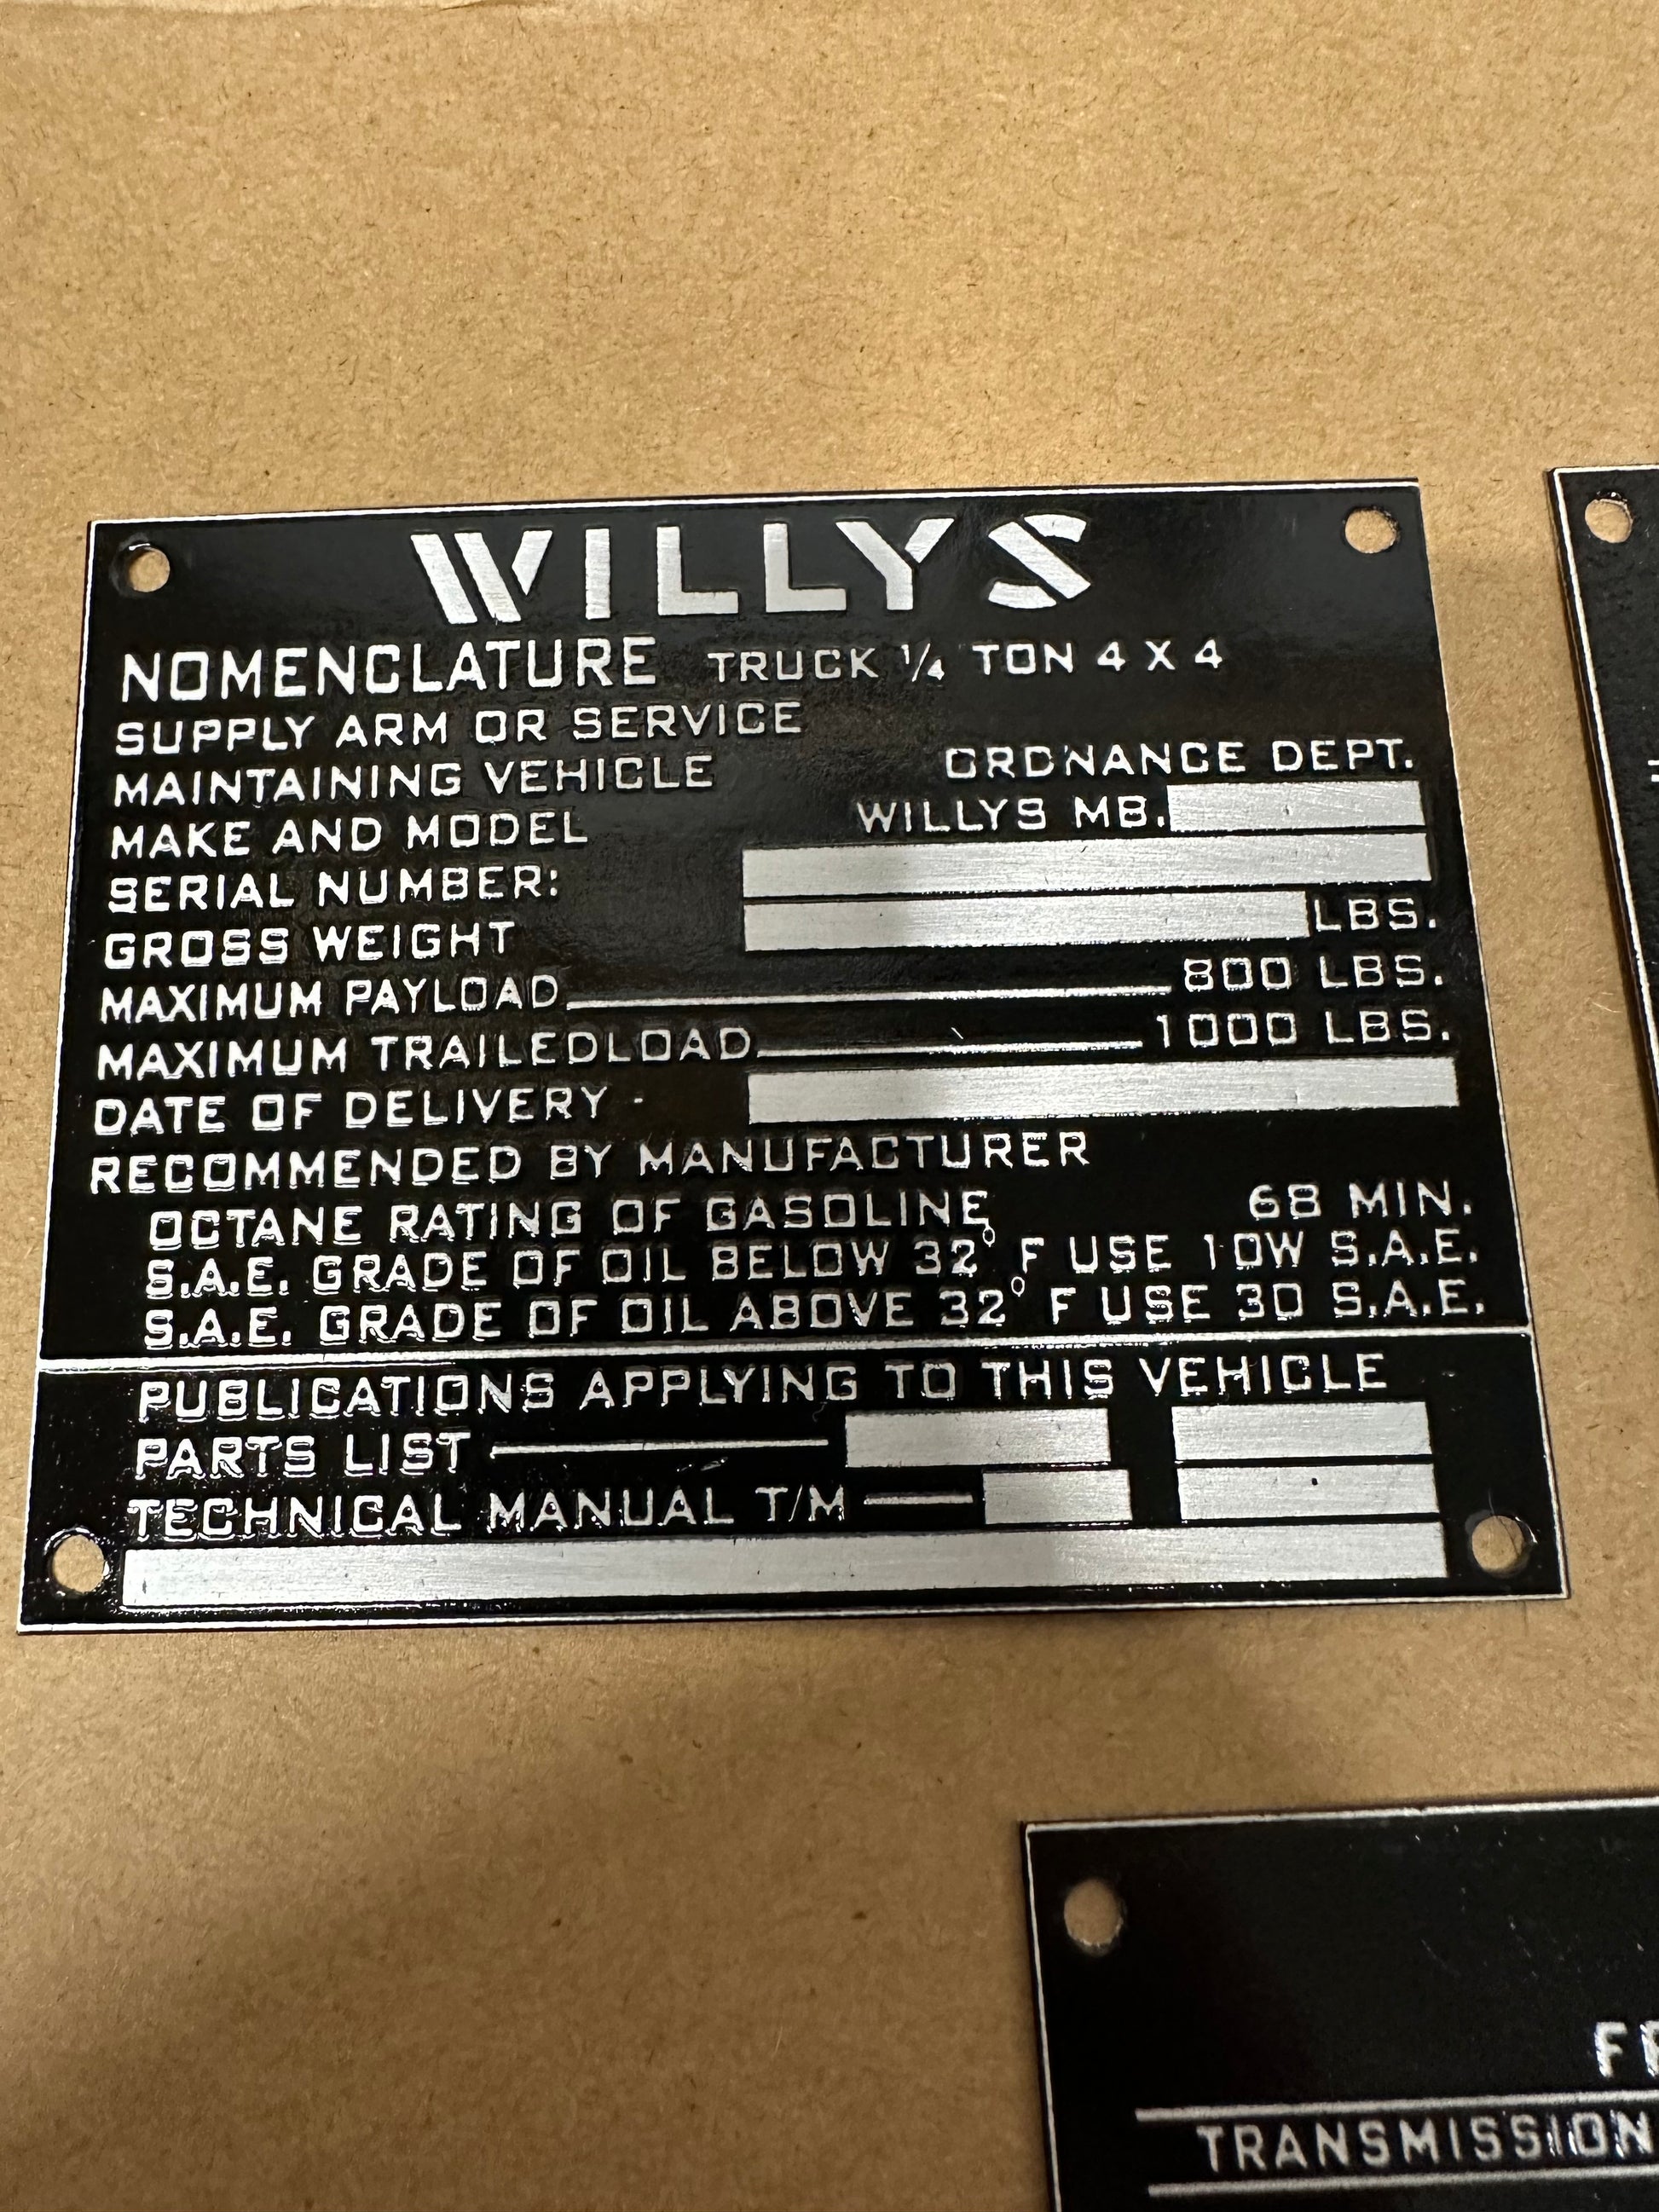 WILLYS
NOMENCLATURE TRUCK 1/4 TON 4 X 4
SUPPLY ARM OR SERVICE
MAINTAINING VEHICLE ORDNANCE DEPT.
MAKE AND MODEL WILLYS MB.
SERIAL NUMBER:
GROSS WEIGHT LBS.
MAXIMUM PAYLOAD 800 LBS.
MAXIMUM TRAILEDLOAD 1000 LBS.
DATE OF DELIVERY -
RECOMMENDED BY MANUFACTURER
OCTANE RATING OF GASOLINE 68 MIN.
S.A.E. GRADE OF OIL BELOW 32° F USE 10W S.A.E.
S.A.E. GRADE OF OIL ABOVE 32° F USE 30 S.A.E.
PUBLICATIONS APPLYING TO THIS VEHICLE
PARTS LIST
TECHNICAL MANUAL T/M
TRANSMISSION